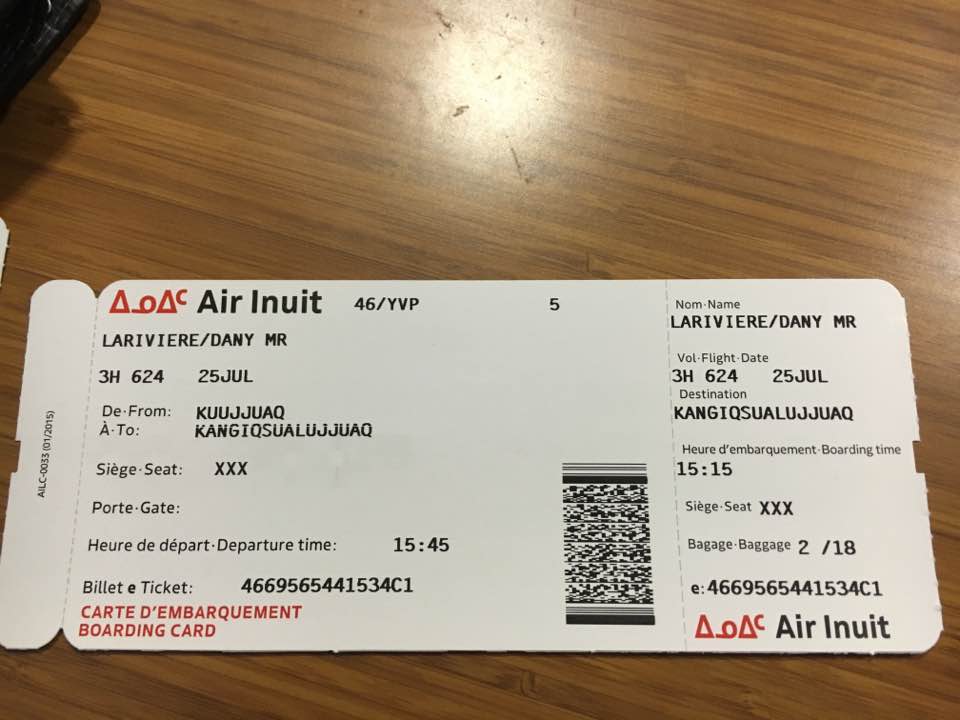 AILC-0033 (01/2015)
ᐃᓄᐃᑦ Air Inuit 46/YVP 5
LARIVIERE/DANY MR
3H 624 25JUL
De·From: KUUJJUAQ
À·To: KANGIQSUALUJJUAQ
Siège·Seat: XXX
Porte·Gate:
Heure de départ·Departure time: 15:45
Billet e Ticket: 4669565441534C1
CARTE D'EMBARQUEMENT
BOARDING CARD
Nom·Name
LARIVIERE/DANY MR
Vol·Flight·Date
3H 624 25JUL
Destination
KANGIQSUALUJJUAQ
Heure d'embarquement·Boarding time
15:15
Siège·Seat XXX
Bagage·Baggage 2 /18
e:4669565441534C1
ᐃᓄᐃᑦ Air Inuit